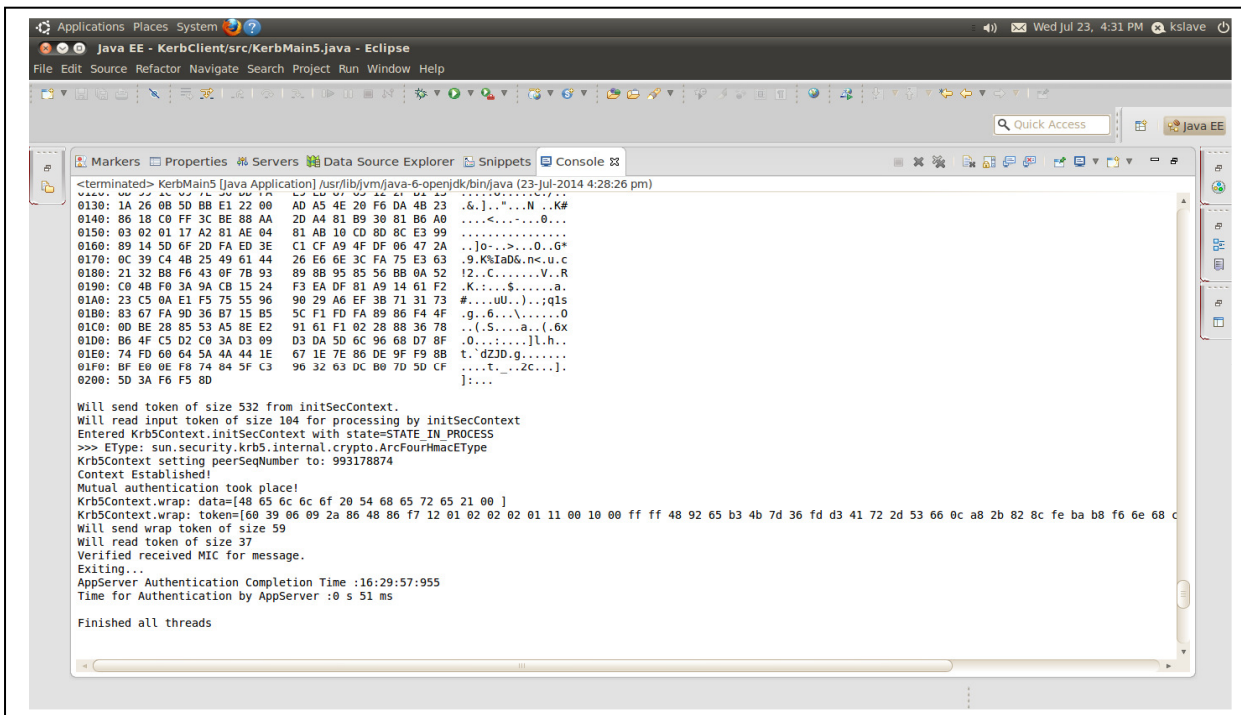 Applications Places System
Wed Jul 23, 4:31 PM kslave
Java EE - KerbClient/src/KerbMain5.java - Eclipse
File Edit Source Refactor Navigate Search Project Run Window Help
Quick Access
Java EE
Markers Properties Servers Data Source Explorer Snippets Console
<terminated> KerbMain5 [Java Application] /usr/lib/jvm/java-6-openjdk/bin/java (23-Jul-2014 4:28:26 pm)
0130: 1A 26 0B 5D BB E1 22 00 AD A5 4E 20 F6 DA 4B 23 .&.].."...N ..K#
0140: 86 18 C0 FF 3C BE 88 AA 2D A4 81 B9 30 81 B6 A0 ....<...-...0...
0150: 03 02 01 17 A2 81 AE 04 81 AB 10 CD 8D 8C E3 99 ................
0160: 89 14 5D 6F 2D FA ED 3E C1 CF A9 4F DF 06 47 2A ..]o-..>...O..G*
0170: 0C 39 C4 4B 25 49 61 44 26 E6 6E 3C FA 75 E3 63 .9.K%IaD&.n<.u.c
0180: 21 32 B8 F6 43 0F 7B 93 89 8B 95 85 56 BB 0A 52 !2..C.......V..R
0190: C0 4B F0 3A 9A CB 15 24 F3 EA DF 81 A9 14 61 F2 .K.:...$......a.
01A0: 23 C5 0A E1 F5 75 55 96 90 29 A6 EF 3B 71 31 73 #....uU..)..;q1s
01B0: 83 67 FA 9D 36 B7 15 B5 5C F1 FD FA 89 86 F4 4F .g..6...\......O
01C0: 0D BE 28 85 53 A5 8E E2 91 61 F1 02 28 88 36 78 ..(.S....a..(.6x
01D0: B6 4F C5 D2 C0 3A D3 09 D3 DA 5D 6C 96 68 D7 8F .O...:....]l.h..
01E0: 74 FD 60 64 5A 4A 44 1E 67 1E 7E 86 DE 9F F9 8B t.`dZJD.g.......
01F0: BF E0 0E F8 74 84 5F C3 96 32 63 DC B0 7D 5D CF ....t._..2c...].
0200: 5D 3A F6 F5 8D ]:...
Will send token of size 532 from initSecContext.
Will read input token of size 104 for processing by initSecContext
Entered Krb5Context.initSecContext with state=STATE_IN_PROCESS
>>> EType: sun.security.krb5.internal.crypto.ArcFourHmacEType
Krb5Context setting peerSeqNumber to: 993178874
Context Established!
Mutual authentication took place!
Krb5Context.wrap: data=[48 65 6c 6c 6f 20 54 68 65 72 65 21 00 ]
Krb5Context.wrap: token=[60 39 06 09 2a 86 48 86 f7 12 01 02 02 02 01 11 00 10 00 ff ff 48 92 65 b3 4b 7d 36 fd d3 41 72 2d 53 66 0c a8 2b 82 8c fe ba b8 f6 6e 68 c
Will send wrap token of size 59
Will read token of size 37
Verified received MIC for message.
Exiting...
AppServer Authentication Completion Time :16:29:57:955
Time for Authentication by AppServer :0 s 51 ms
Finished all threads